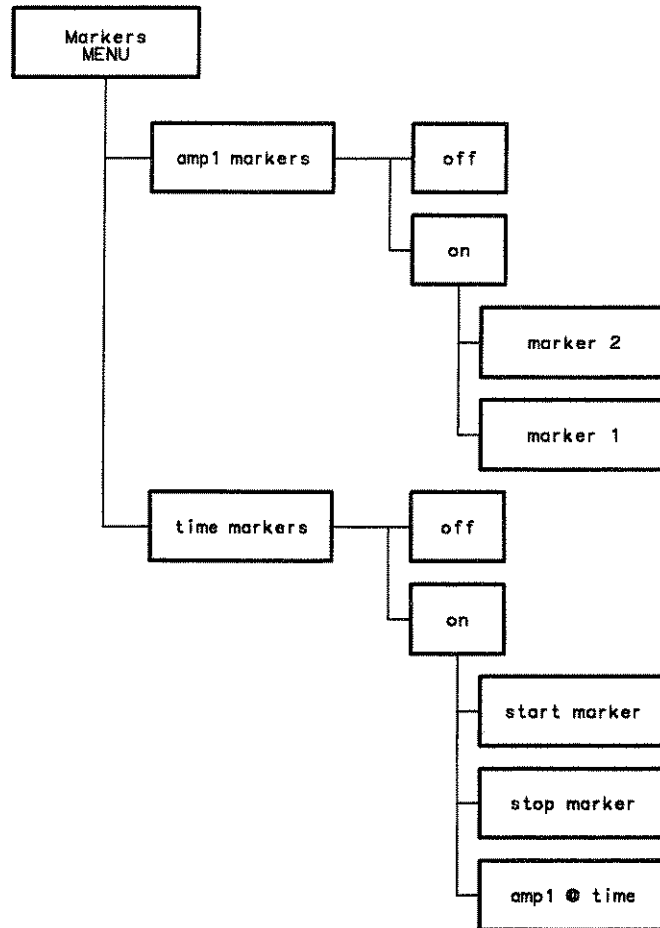 Markers
MENU
amp1 markers
off
on
marker 2
marker 1
time markers
off
on
start marker
stop marker
amp1 @ time